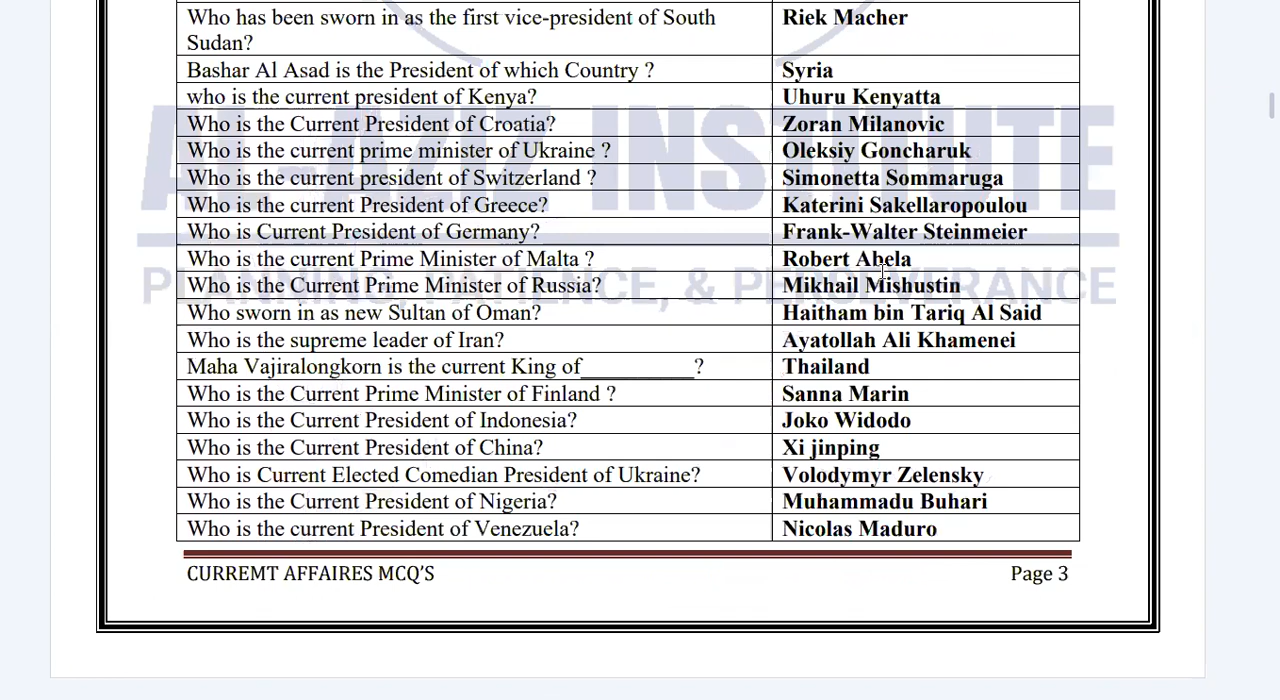 Who has been sworn in as the first vice-president of South Riek Macher
Sudan?
Bashar Al Asad is the President of which Country ? Syria
who is the current president of Kenya? Uhuru Kenyatta
Who is the Current President of Croatia? Zoran Milanovic
Who is the current prime minister of Ukraine ? Oleksiy Goncharuk
Who is the current president of Switzerland ? Simonetta Sommaruga
Who is the current President of Greece? Katerini Sakellaropoulou
Who is Current President of Germany? Frank-Walter Steinmeier
Who is the current Prime Minister of Malta ? Robert Abela
Who is the Current Prime Minister of Russia? Mikhail Mishustin
Who sworn in as new Sultan of Oman? Haitham bin Tariq Al Said
Who is the supreme leader of Iran? Ayatollah Ali Khamenei
Maha Vajiralongkorn is the current King of__________? Thailand
Who is the Current Prime Minister of Finland ? Sanna Marin
Who is the Current President of Indonesia? Joko Widodo
Who is the Current President of China? Xi jinping
Who is Current Elected Comedian President of Ukraine? Volodymyr Zelensky
Who is the Current President of Nigeria? Muhammadu Buhari
Who is the current President of Venezuela? Nicolas Maduro
AL-AZIZ INSTITUTE
PLANNING, PATIENCE, & PERSEVERANCE
CURREMT AFFAIRES MCQ'S Page 3